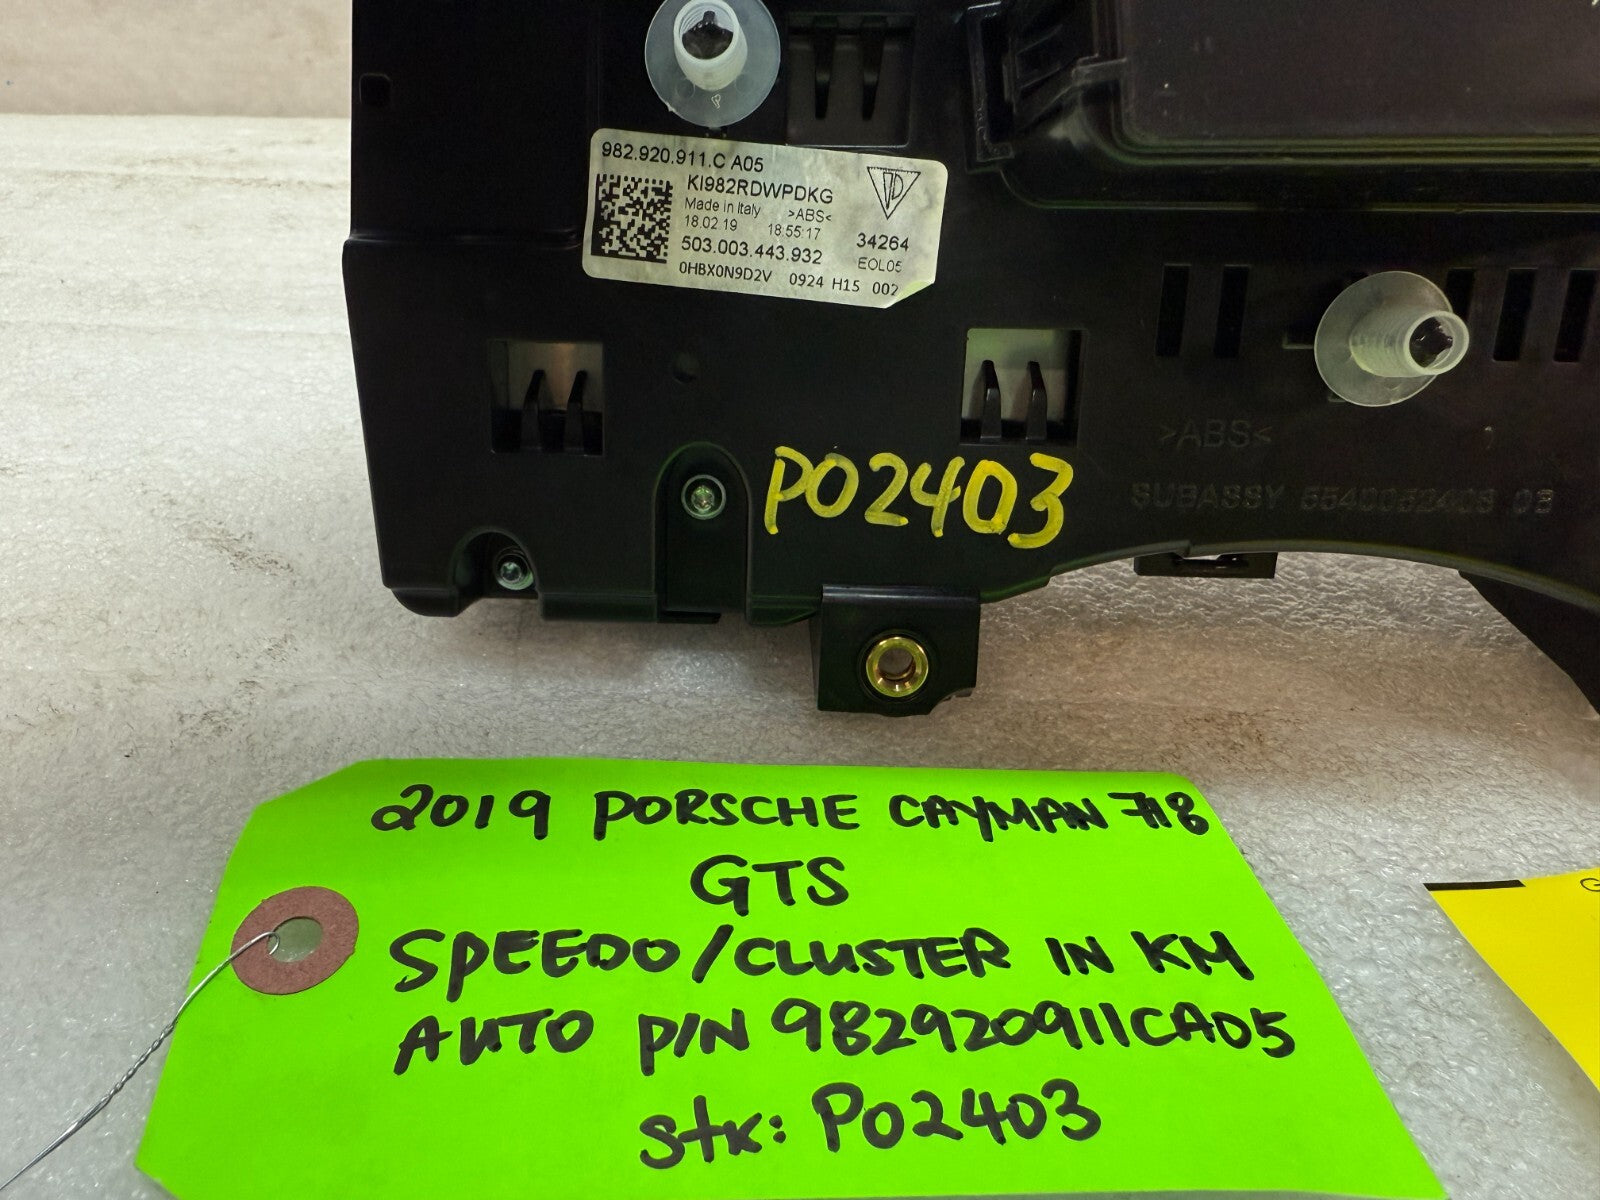 982.920.911.C A05
KI982RDWPDKG
Made in Italy >ABS<
18.02.19 18:55:17
34264
503.003.443.932
EOL05
0HBX0N9D2V 0924 H15 002
PO2403
>ABS<
SUBASSY
2019 PORSCHE CAYMAN 718
GTS
SPEEDO/CLUSTER IN KM
AUTO P/N 982920911CA05
stk: PO2403